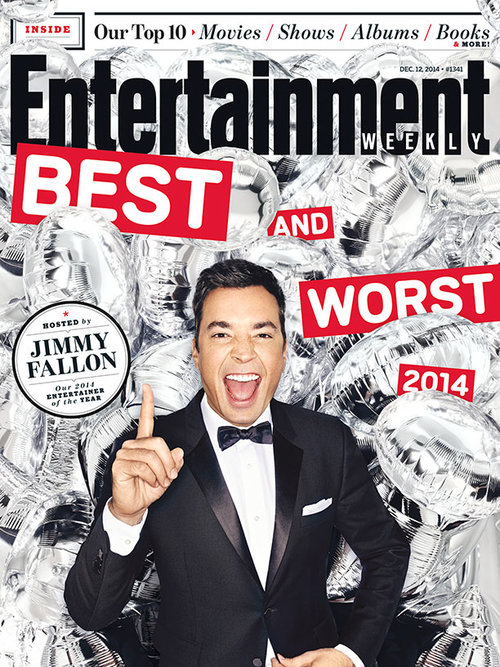 INSIDE
Our Top 10 ▸ Movies / Shows / Albums / Books
& MORE!
DEC. 12, 2014 • #1341
Entertainment
WEEKLY
BEST
AND
WORST
2014
HOSTED by
JIMMY
FALLON
Our 2014
ENTERTAINER
of the YEAR